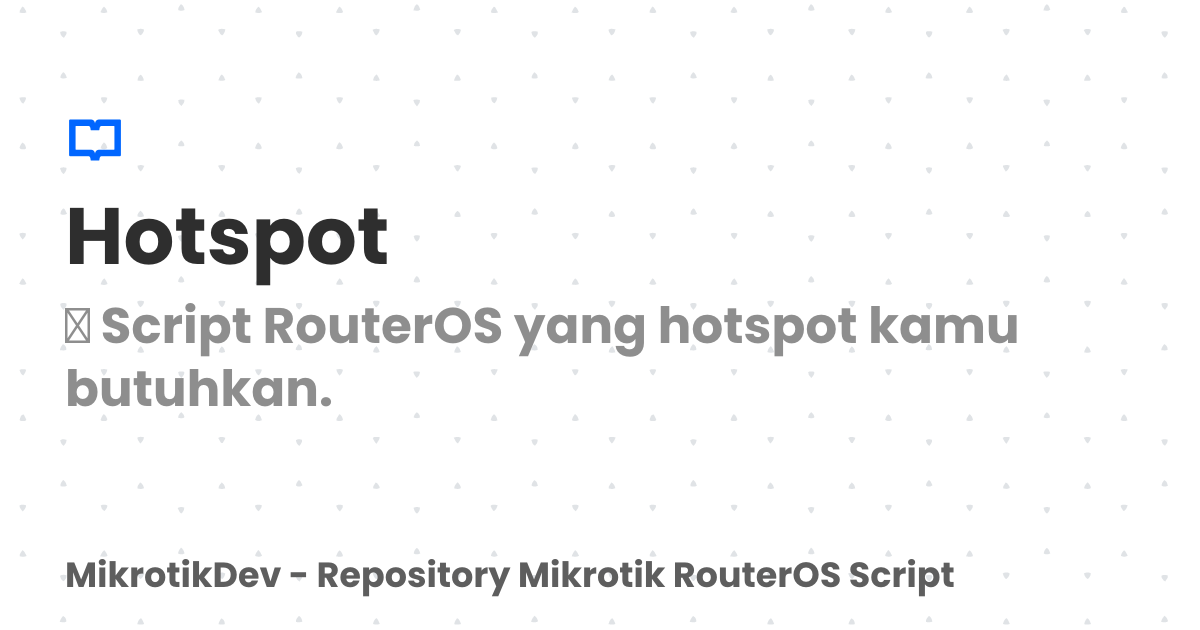 Hotspot
Script RouterOS yang hotspot kamu
butuhkan.
MikrotikDev - Repository Mikrotik RouterOS Script